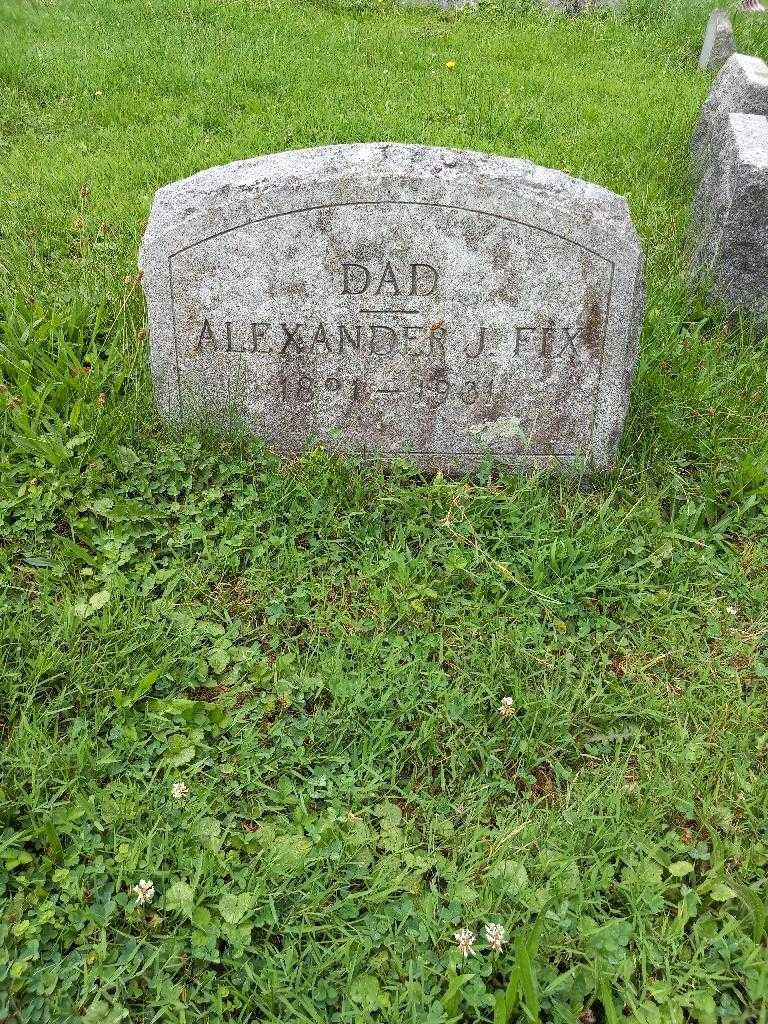 DAD
ALEXANDER J. FIX
1891 — 1931